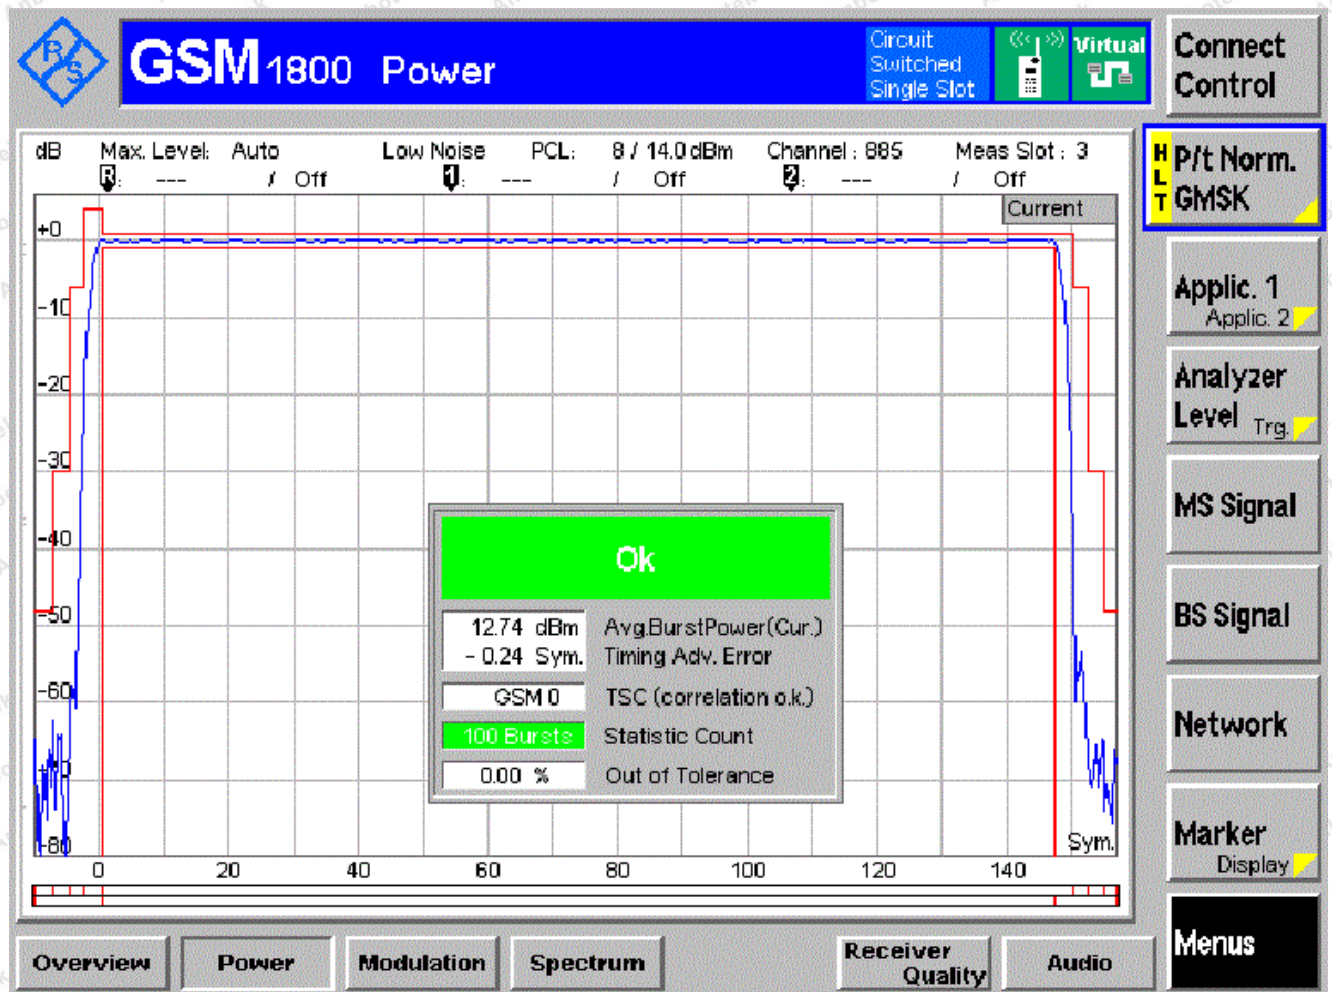 R S
GSM 1800 Power
Circuit
Switched
Single Slot
Virtual
Connect
Control
dB Max. Level: Auto Low Noise PCL: 8 / 14.0 dBm Channel : 885 Meas Slot : 3
R: --- / Off 1: --- / Off 2: --- / Off
Current
+0
-10
-20
-30
-40
-50
-60
-80
Ok
12.74 dBm Avg.BurstPower(Cur.)
- 0.24 Sym. Timing Adv. Error
GSM 0 TSC (correlation o.k.)
100 Bursts Statistic Count
0.00 % Out of Tolerance
Sym.
0 20 40 60 80 100 120 140
HLT
P/t Norm.
GMSK
Applic. 1
Applic. 2
Analyzer
Level Trg.
MS Signal
BS Signal
Network
Marker
Display
Menus
Overview Power Modulation Spectrum Receiver Quality Audio